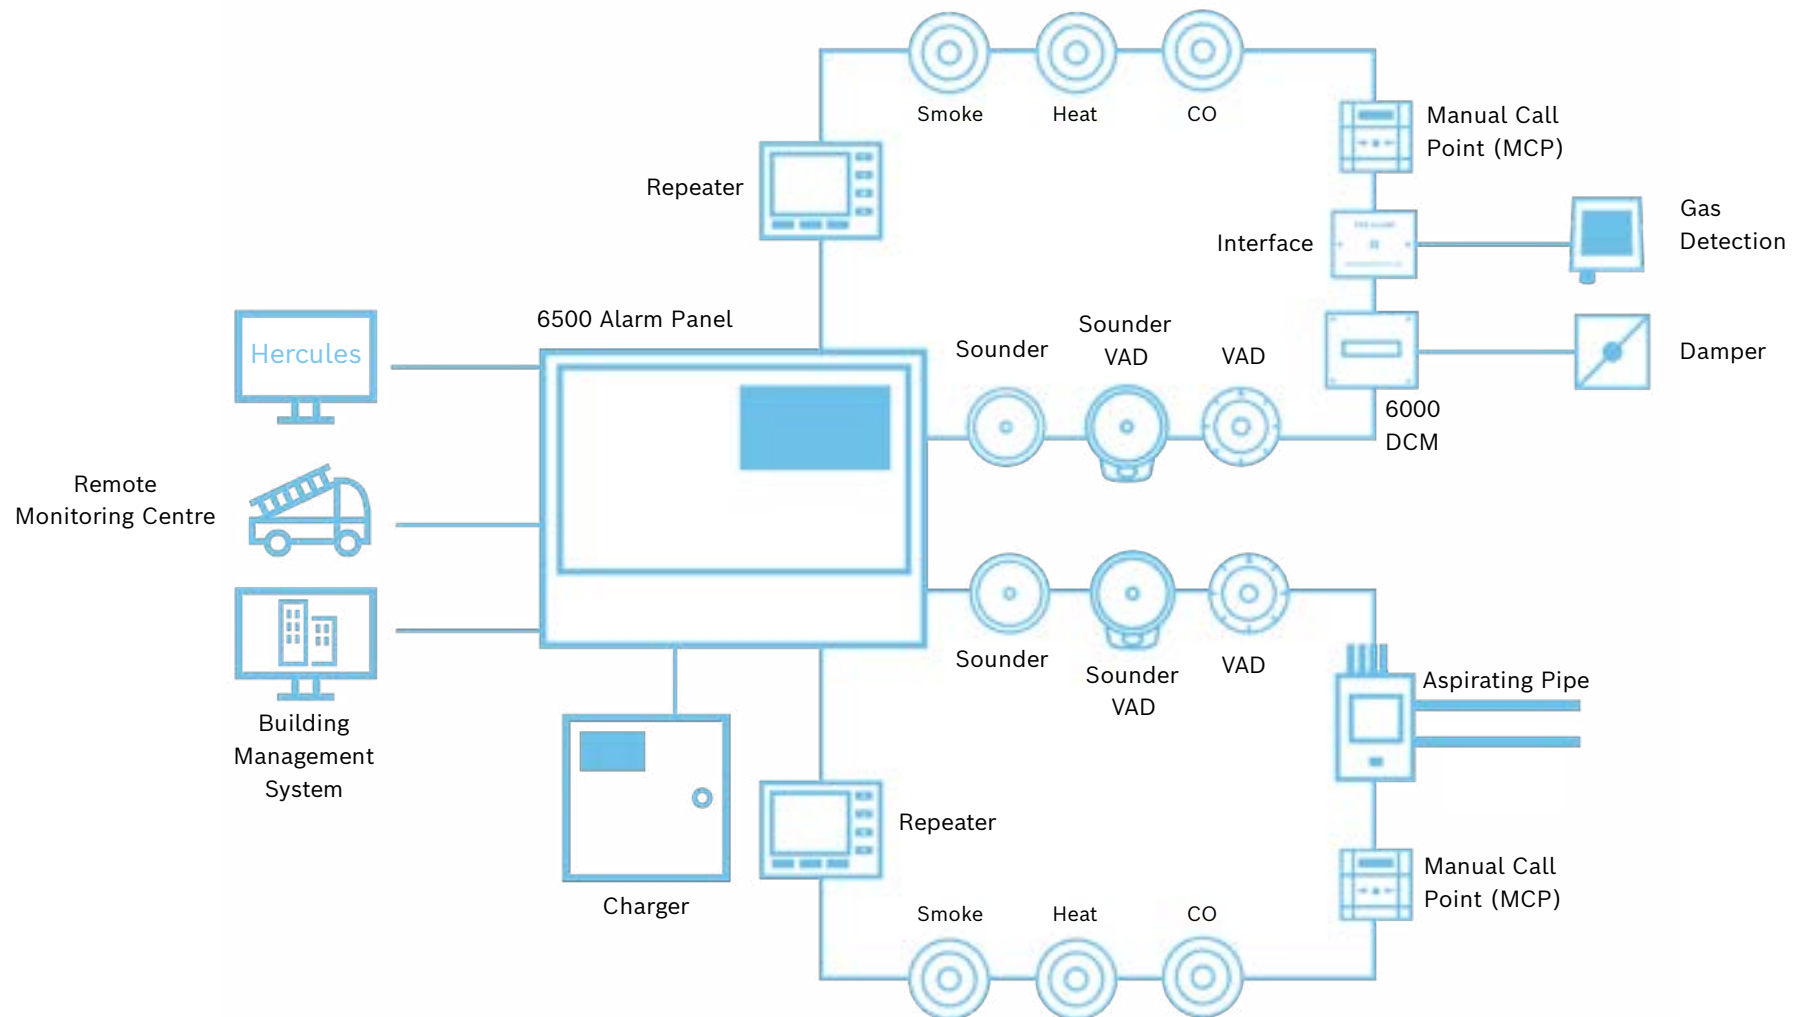 Smoke
Heat
CO
Manual Call
Point (MCP)
Repeater
Interface
Gas
Detection
6500 Alarm Panel
Hercules
Sounder
Sounder
VAD
VAD
Damper
6000
DCM
Remote
Monitoring Centre
Building
Management
System
Sounder
Sounder
VAD
VAD
Aspirating Pipe
Charger
Repeater
Manual Call
Point (MCP)
Smoke
Heat
CO